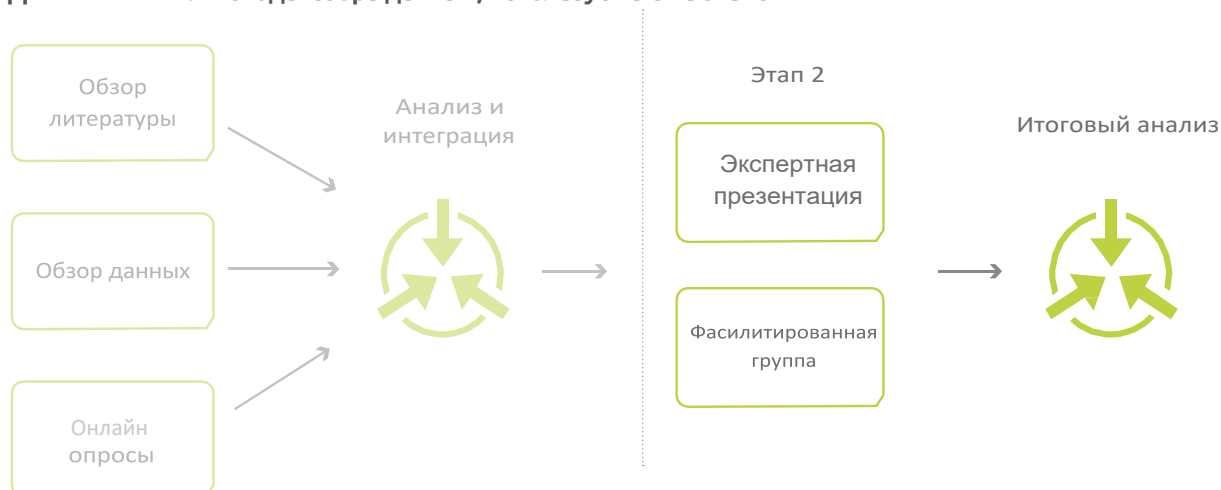 Обзор
литературы
Анализ и
интеграция
Обзор данных
Онлайн
опросы
Этап 2
Экспертная
презентация
Фасилитированная
группа
Итоговый анализ